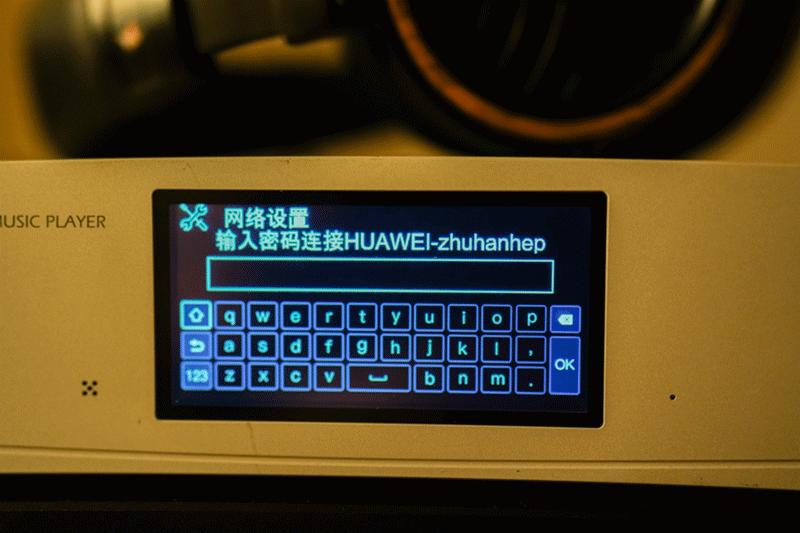 MUSIC PLAYER
网络设置
输入密码连接HUAWEI-zhuhanhep
q w e r t y u i o p
a s d f g h j k l ,
OK
123 z x c v b n m .